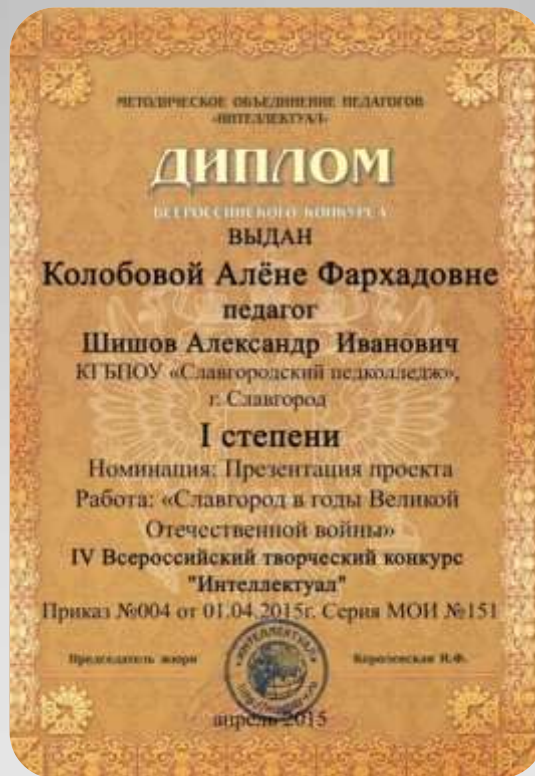 МЕТОДИЧЕСКОЕ ОБЪЕДИНЕНИЕ ПЕДАГОГОВ
«ИНТЕЛЛЕКТУАЛ»
ДИПЛОМ
ВСЕРОССИЙСКОГО КОНКУРСА
ВЫДАН
Колобовой Алёне Фархадовне
педагог
Шишов Александр Иванович
КГБПОУ «Славгородский педколледж»,
г. Славгород
I степени
Номинация: Презентация проекта
Работа: «Славгород в годы Великой
Отечественной войны»
IV Всероссийский творческий конкурс
"Интеллектуал"
Приказ №004 от 01.04.2015г. Серия МОИ №151
Председатель жюри
«ИНТЕЛЛЕКТУАЛ»
Королевская Н.Ф.
апрель 2015